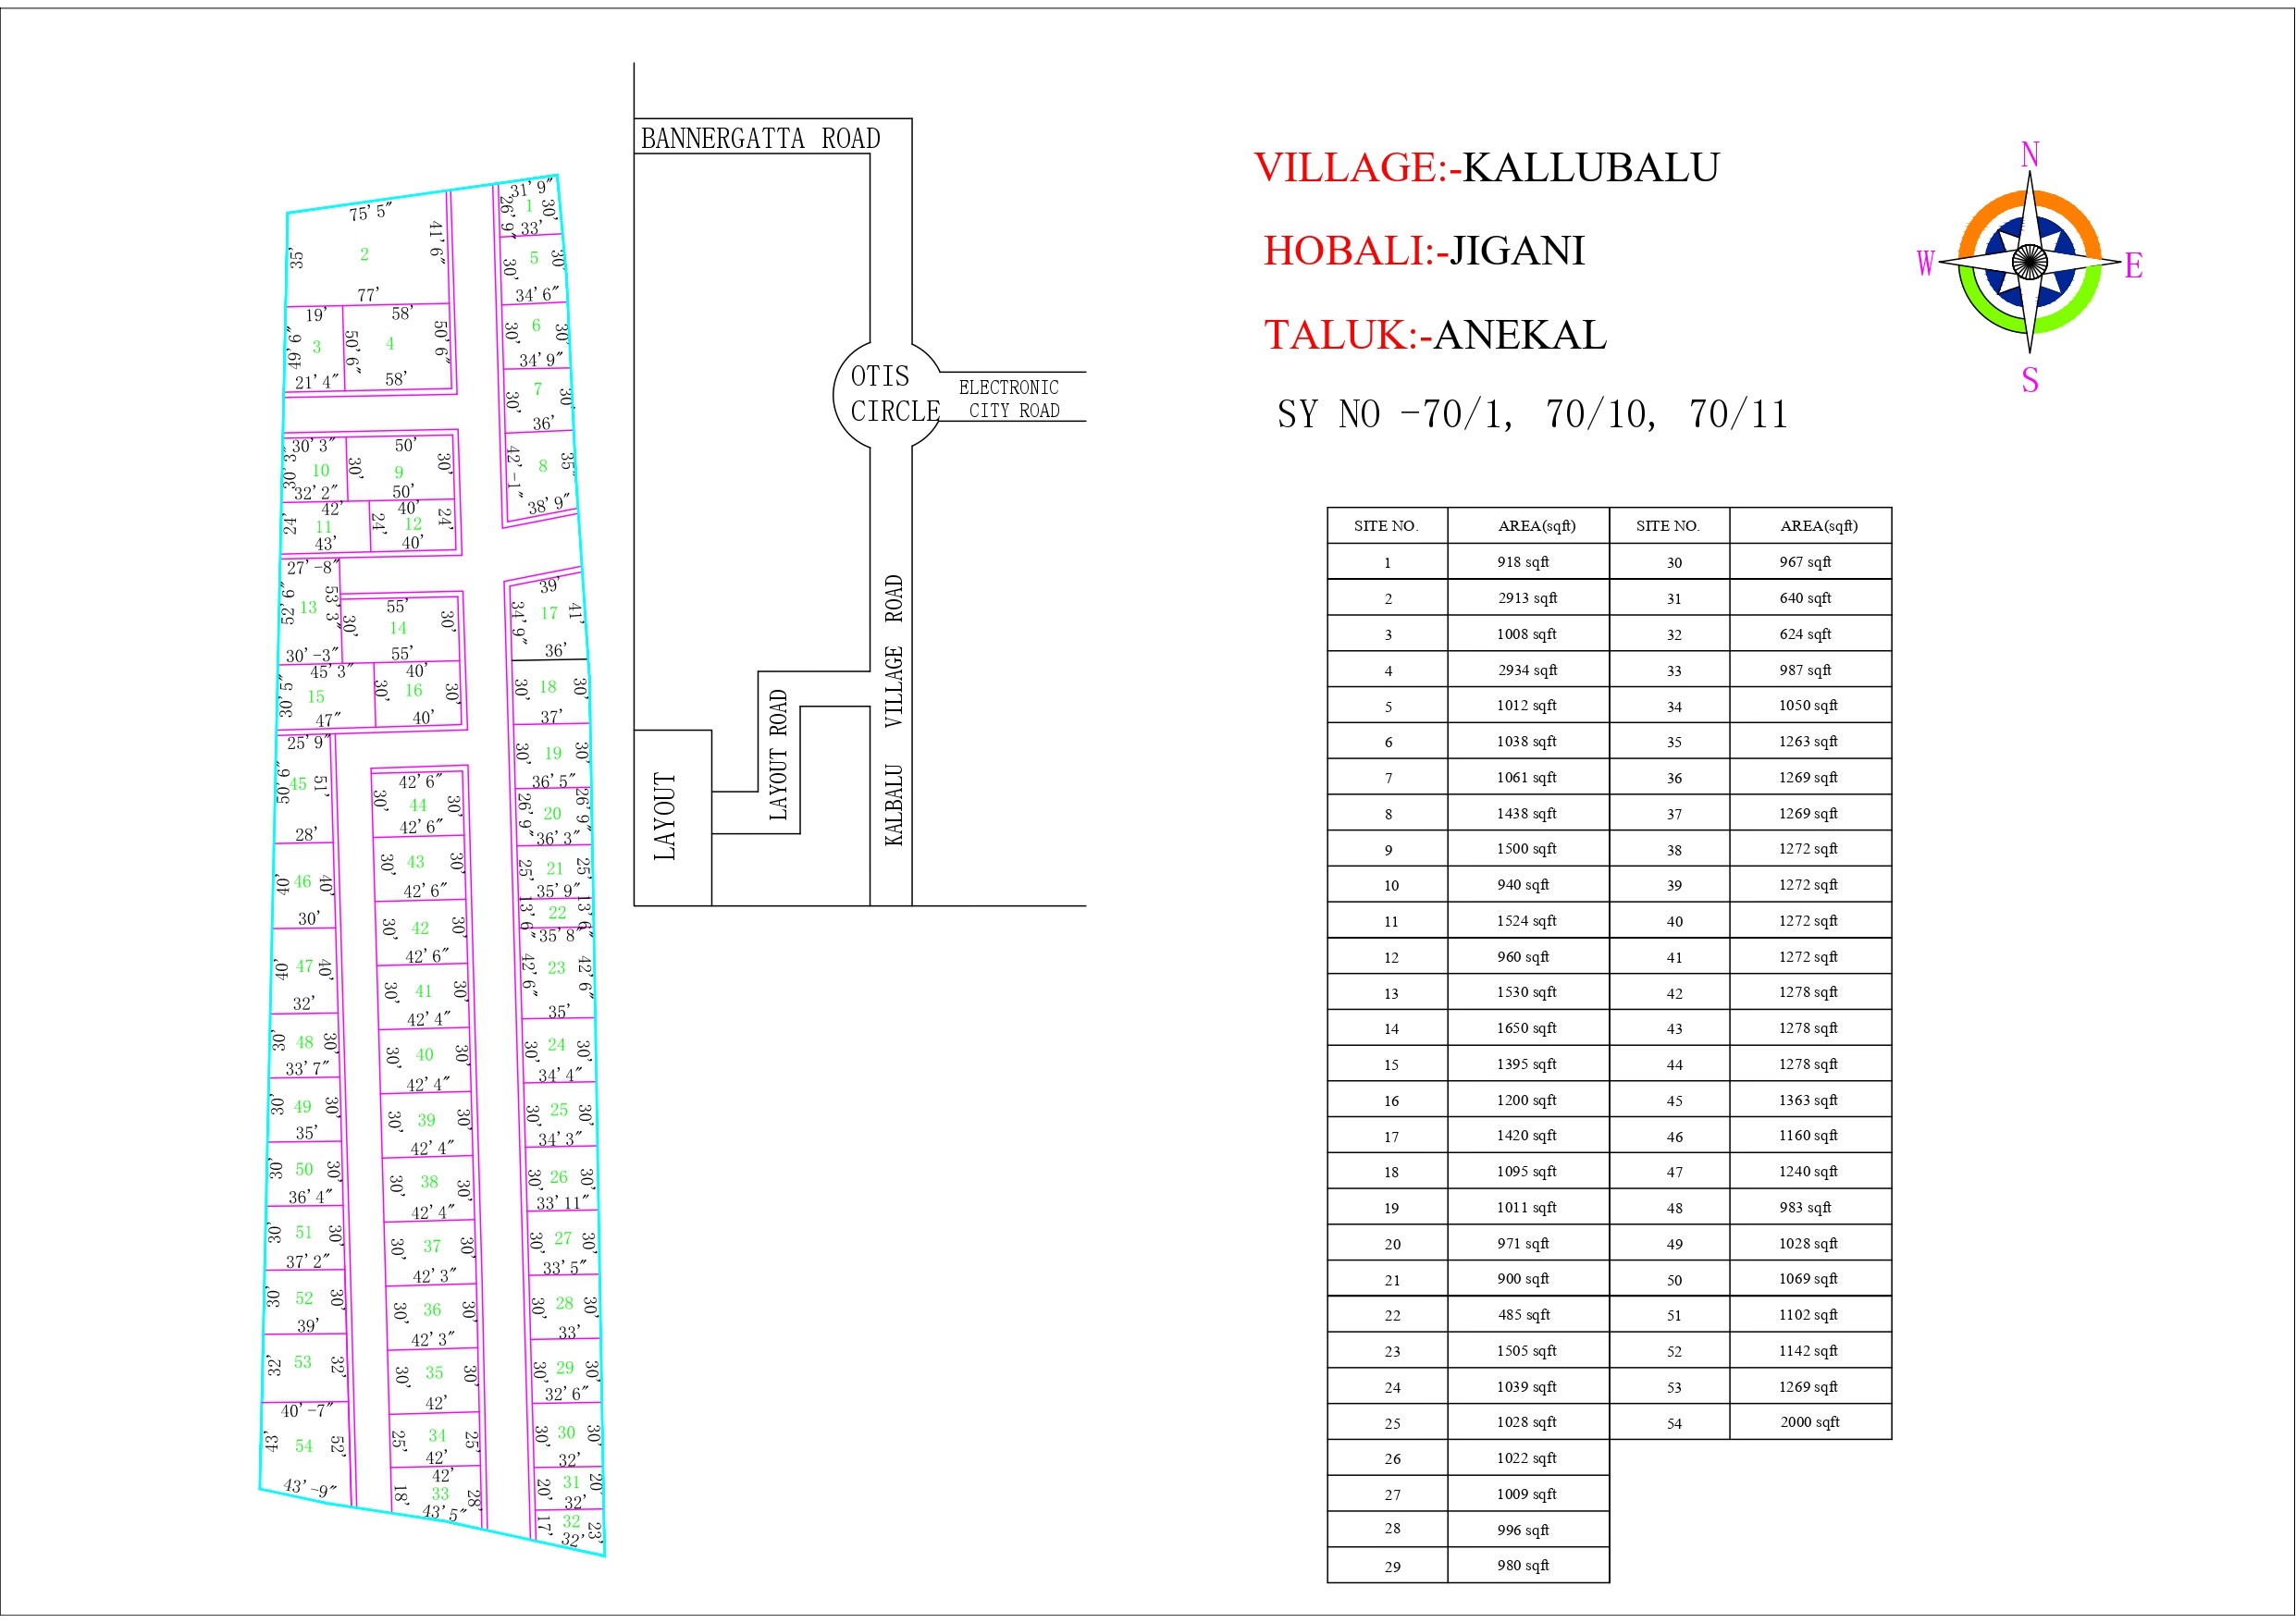 BANNERGATTA ROAD
OTIS
CIRCLE
ELECTRONIC
CITY ROAD
KALBALU VILLAGE ROAD
LAYOUT ROAD
LAYOUT
VILLAGE:-KALLUBALU
HOBALI:-JIGANI
TALUK:-ANEKAL
SY NO -70/1, 70/10, 70/11
N
W
E
S
SITE NO. AREA(sqft) SITE NO. AREA(sqft)
1 918 sqft 30 967 sqft
2 2913 sqft 31 640 sqft
3 1008 sqft 32 624 sqft
4 2934 sqft 33 987 sqft
5 1012 sqft 34 1050 sqft
6 1038 sqft 35 1263 sqft
7 1061 sqft 36 1269 sqft
8 1438 sqft 37 1269 sqft
9 1500 sqft 38 1272 sqft
10 940 sqft 39 1272 sqft
11 1524 sqft 40 1272 sqft
12 960 sqft 41 1272 sqft
13 1530 sqft 42 1278 sqft
14 1650 sqft 43 1278 sqft
15 1395 sqft 44 1278 sqft
16 1200 sqft 45 1363 sqft
17 1420 sqft 46 1160 sqft
18 1095 sqft 47 1240 sqft
19 1011 sqft 48 983 sqft
20 971 sqft 49 1028 sqft
21 900 sqft 50 1069 sqft
22 485 sqft 51 1102 sqft
23 1505 sqft 52 1142 sqft
24 1039 sqft 53 1269 sqft
25 1028 sqft 54 2000 sqft
26 1022 sqft
27 1009 sqft
28 996 sqft
29 980 sqft
31'9" 26'9" 1 30' 33'
75'5" 35' 2 41'6" 77'
19' 49'6" 3 50'6" 21'4"
58' 4 50'6" 58'
30' 5 30' 34'6"
30' 6 30' 34'9"
30' 7 30' 36'
42'-1" 8 35' 38'9"
50' 30' 9 30' 50'
30'3" 30'3" 10 32'2"
42' 24' 11 43'
40' 24' 12 24' 40'
27'-8" 52'6" 13 53'3" 30'-3"
55' 30' 14 30' 55'
45'3" 30'5" 15 47"
40' 30' 16 30' 40'
39' 34'9" 17 41' 36'
30' 18 30' 37'
30' 19 30' 36'5"
26'9" 20 26'9" 36'3"
25' 21 25' 35'9"
13'6" 22 13'6" 35'8"
42'6" 23 42'6" 35'
30' 24 30' 34'4"
30' 25 30' 34'3"
30' 26 30' 33'11"
30' 27 30' 33'5"
30' 28 30' 33'
30' 29 30' 32'6"
30' 30 30' 32'
20' 31 20' 32'
17' 32 23' 32'
42' 18' 33 28' 43'5"
25' 34 25' 42'
30' 35 30' 42'
30' 36 30' 42'3"
30' 37 30' 42'3"
30' 38 30' 42'4"
30' 39 30' 42'4"
30' 40 30' 42'4"
30' 41 30' 42'4"
30' 42 30' 42'6"
30' 43 30' 42'6"
42'6" 30' 44 30' 42'6"
25'9" 50'6" 45 51' 28'
40' 46 40' 30'
40' 47 40' 32'
30' 48 30' 33'7"
30' 49 30' 35'
30' 50 30' 36'4"
30' 51 30' 37'2"
30' 52 30' 39'
32' 53 32' 40'-7"
43' 54 52' 43'-9"